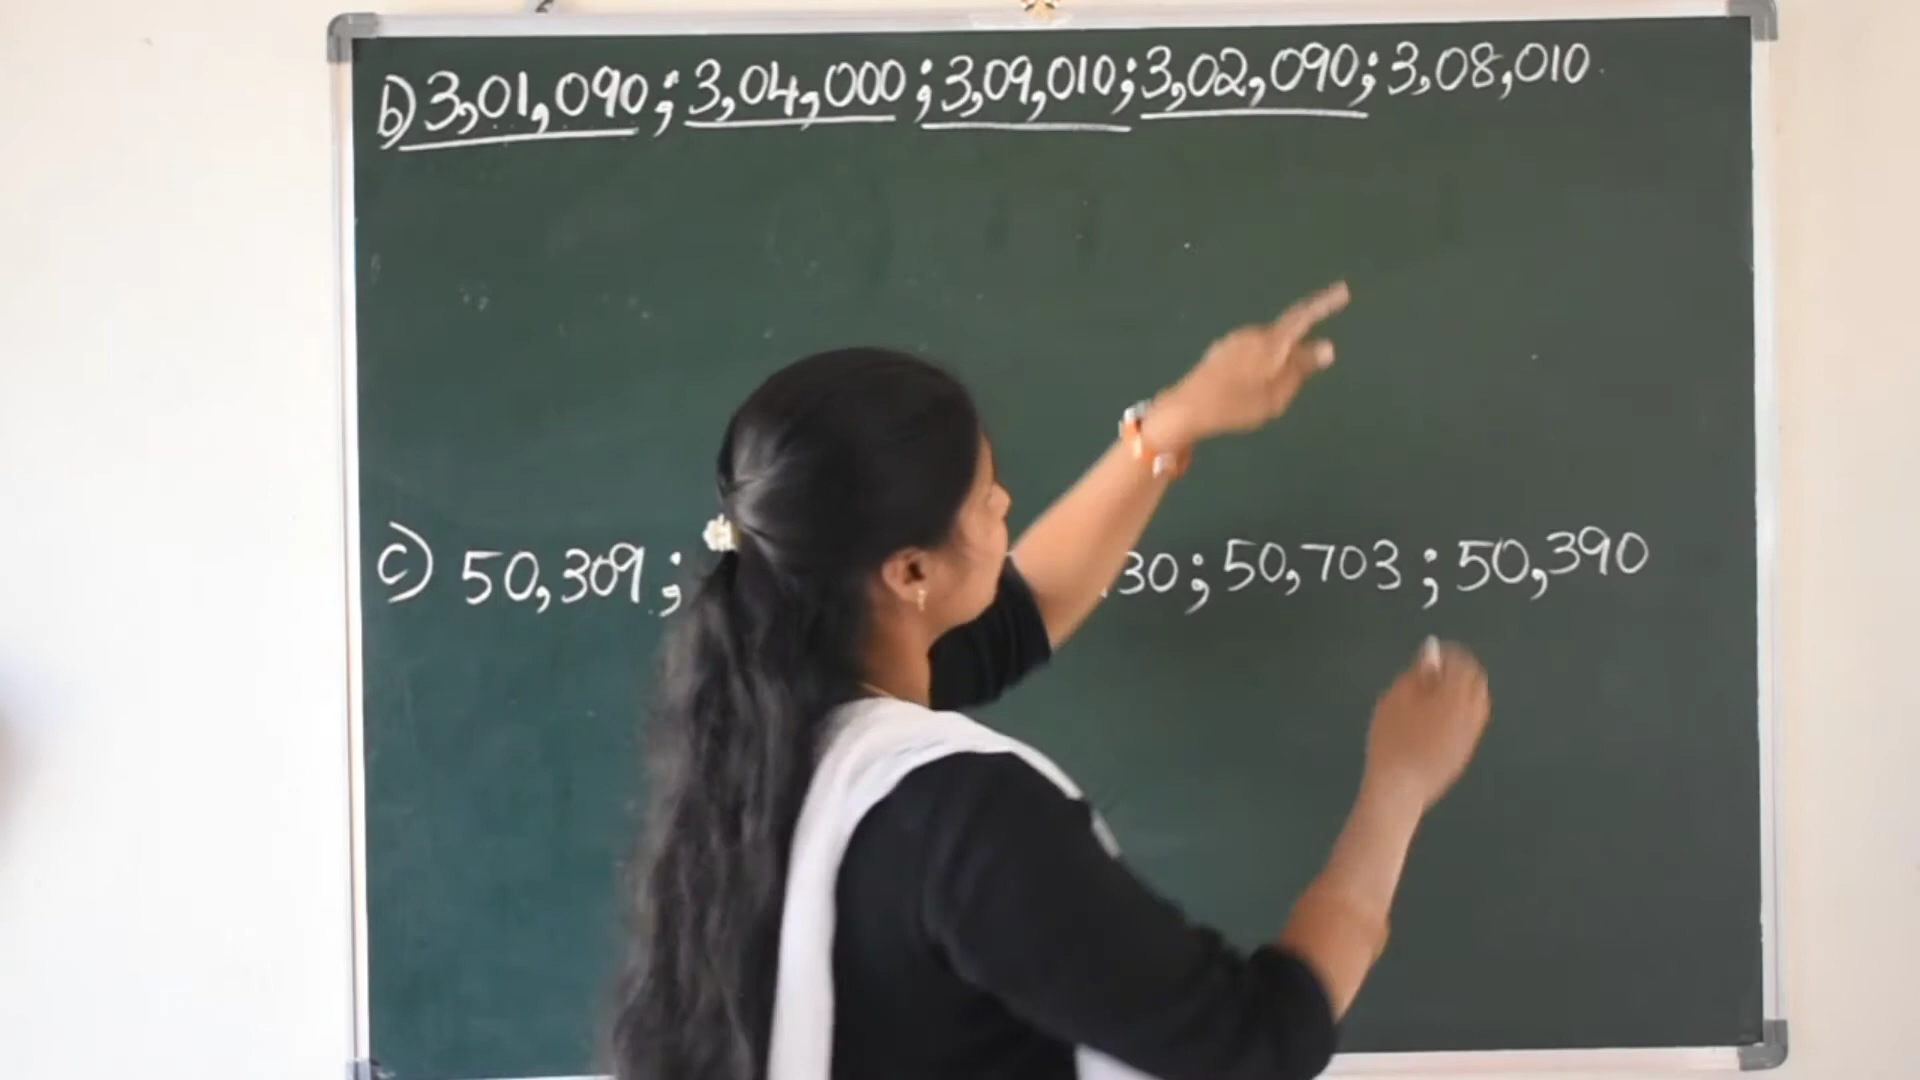 b) 3,01,090 ; 3,04,000 ; 3,09,010 ; 3,02,090 ; 3,08,010
c) 50,309 ; 30 ; 50,703 ; 50,390